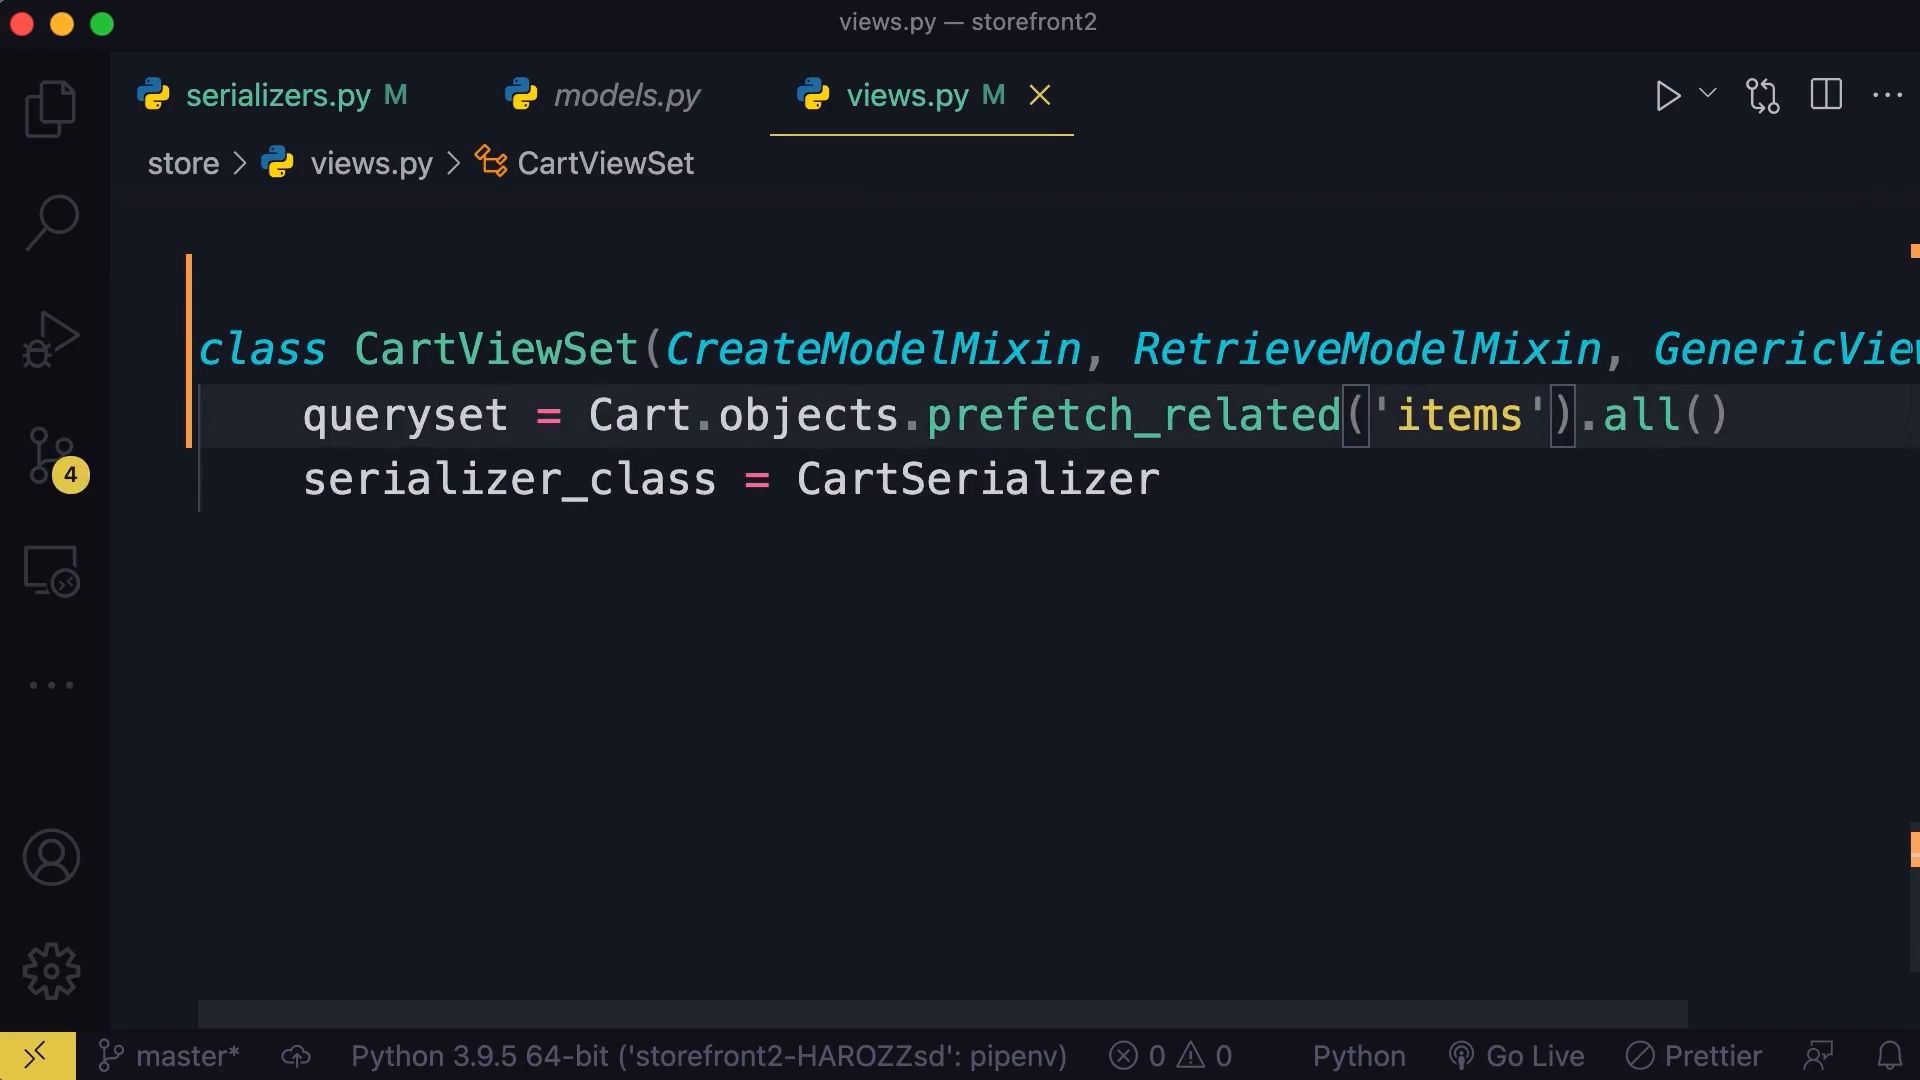 views.py — storefront2
serializers.py M models.py views.py M
store > views.py > CartViewSet
class CartViewSet(CreateModelMixin, RetrieveModelMixin, GenericView
queryset = Cart.objects.prefetch_related('items').all()
serializer_class = CartSerializer
4
master* Python 3.9.5 64-bit ('storefront2-HAROZZsd': pipenv) 0 0 Python Go Live Prettier